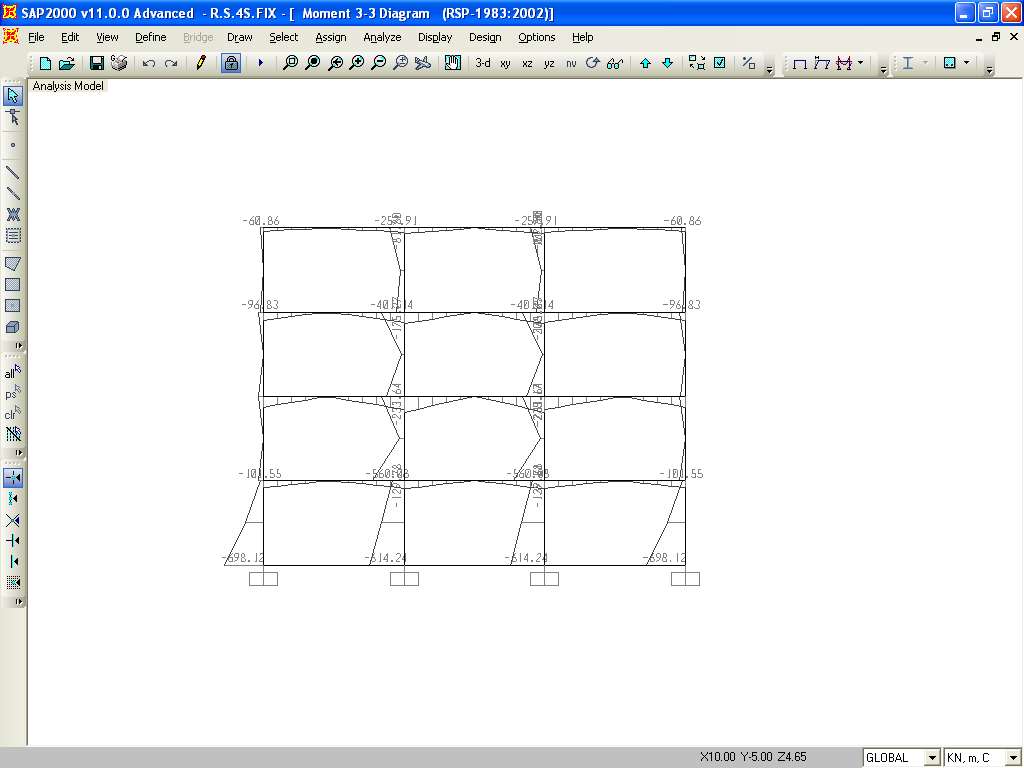 SAP2000 v11.0.0 Advanced - R.S.4S.FIX - [ Moment 3-3 Diagram (RSP-1983:2002)]
File Edit View Define Bridge Draw Select Assign Analyze Display Design Options Help
3-d xy xz yz nv
Analysis Model
all
ps
clr
-60.86 -60.86
-96.83 -96.83
-101.55 -101.55
-698.12 -614.24 -614.24 -698.12
X10.00 Y-5.00 Z4.65 GLOBAL KN, m, C